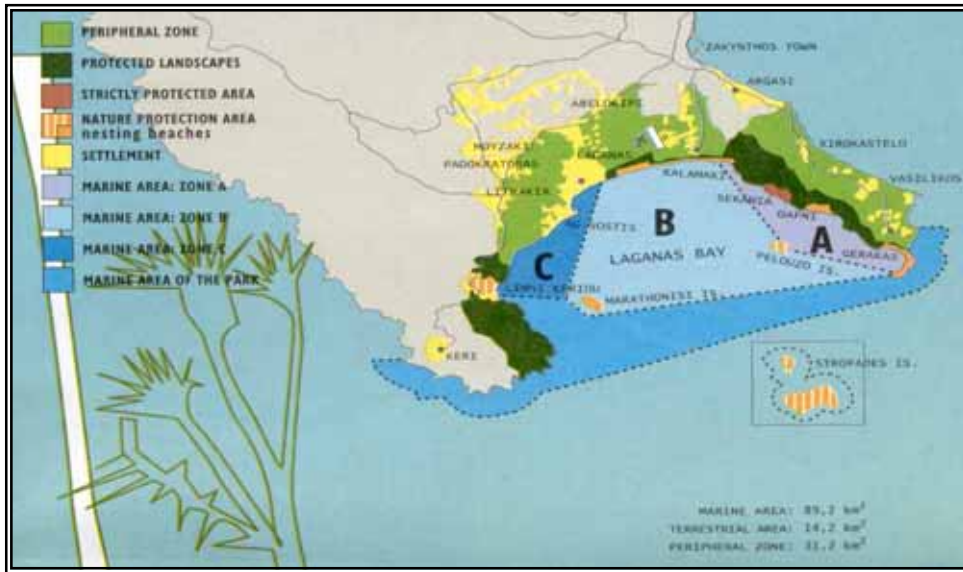 PERIPHERAL ZONE
PROTECTED LANDSCAPES
STRICTLY PROTECTED AREA
NATURE PROTECTION AREA
nesting beaches
SETTLEMENT
MARINE AREA: ZONE A
MARINE AREA: ZONE B
MARINE AREA: ZONE C
MARINE AREA OF THE PARK
ZAKYNTHOS TOWN
ARGASI
ABELOKIPI
XIROKASTELO
MOYZAKI
LAGANAS
PADOKRATORAS
KALAMAKI
VASILIKOS
LITHAKIA
SEKANIA
DAFNI
B
A
LAGANAS BAY
GERAKAS
PELOUZO IS.
C
MARATHONISI IS.
KERI
STROFADES IS.
MARINE AREA: 89,2 km²
TERRESTRIAL AREA: 14,2 km²
PERIPHERAL ZONE: 31,2 km²